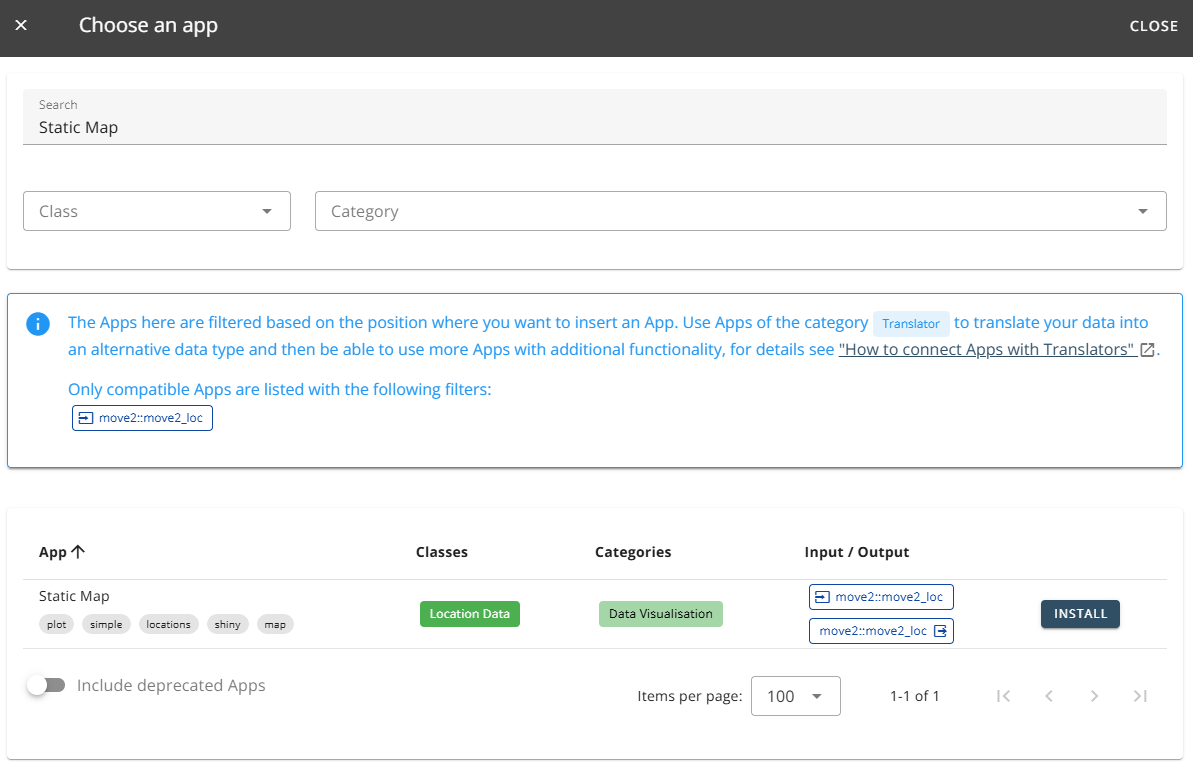 Choose an app
CLOSE
Search
Static Map
Class
Category
The Apps here are filtered based on the position where you want to insert an App. Use Apps of the category Translator to translate your data into
an alternative data type and then be able to use more Apps with additional functionality, for details see "How to connect Apps with Translators" .
Only compatible Apps are listed with the following filters:
move2::move2_loc
App Classes Categories Input / Output
Static Map
move2::move2_loc
Location Data Data Visualisation INSTALL
plot simple locations shiny map
move2::move2_loc
Include deprecated Apps
Items per page: 100 1-1 of 1